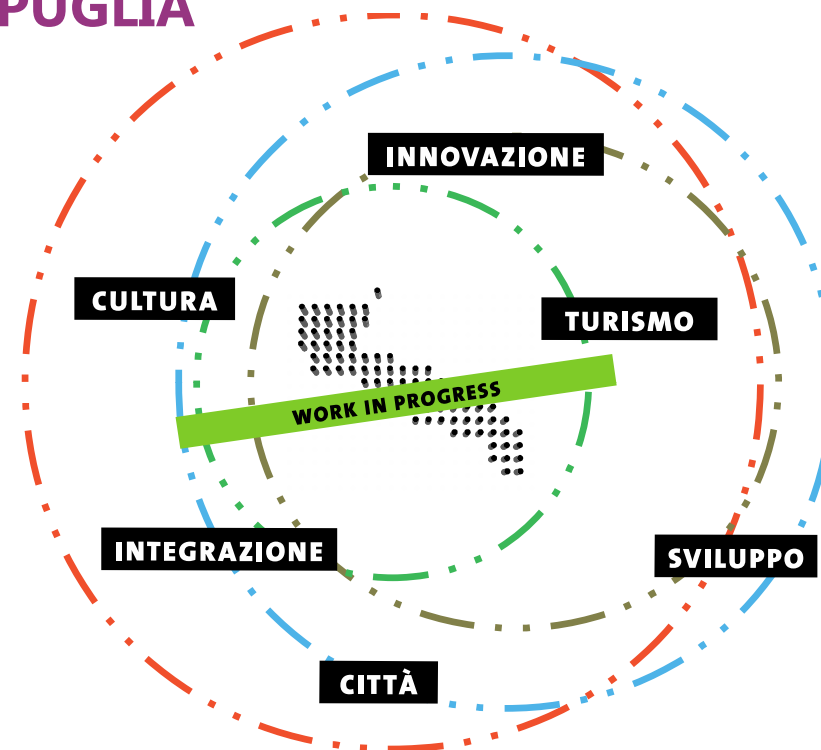 PUGLIA
INNOVAZIONE
CULTURA
TURISMO
WORK IN PROGRESS
INTEGRAZIONE
SVILUPPO
CITTÀ